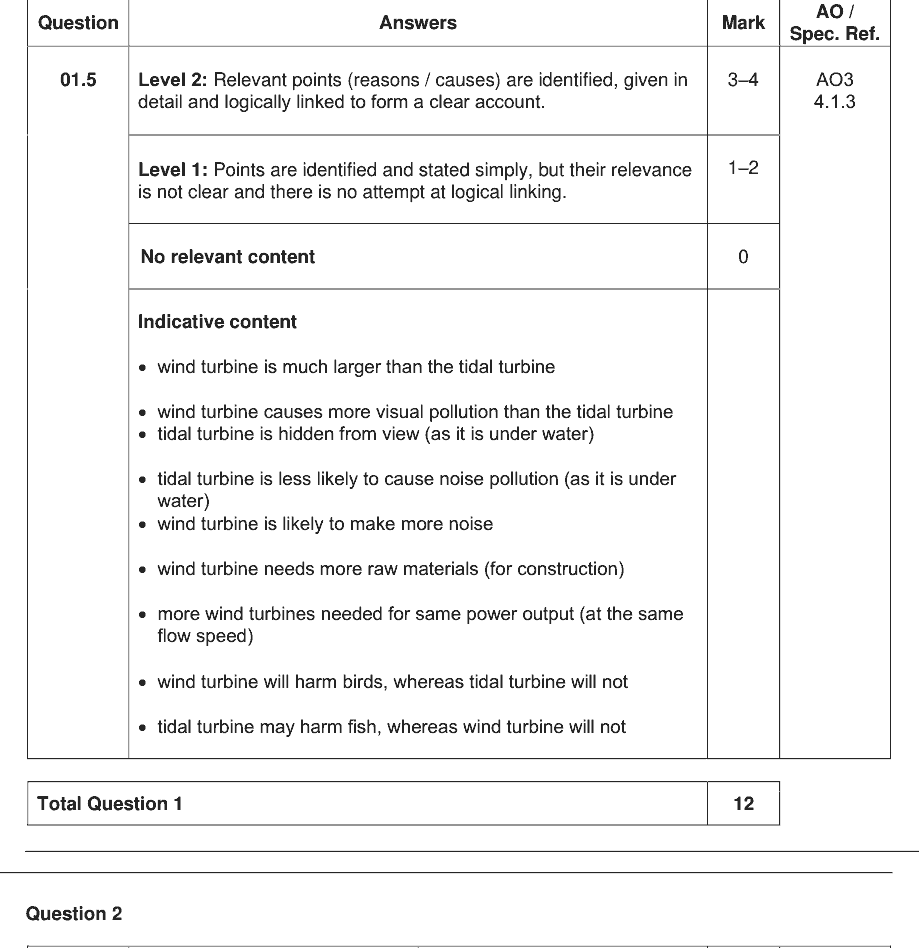 Question Answers Mark AO /
Spec. Ref.
01.5 Level 2: Relevant points (reasons / causes) are identified, given in 3–4 AO3
detail and logically linked to form a clear account. 4.1.3
Level 1: Points are identified and stated simply, but their relevance 1–2
is not clear and there is no attempt at logical linking.
No relevant content 0
Indicative content
• wind turbine is much larger than the tidal turbine
• wind turbine causes more visual pollution than the tidal turbine
• tidal turbine is hidden from view (as it is under water)
• tidal turbine is less likely to cause noise pollution (as it is under
water)
• wind turbine is likely to make more noise
• wind turbine needs more raw materials (for construction)
• more wind turbines needed for same power output (at the same
flow speed)
• wind turbine will harm birds, whereas tidal turbine will not
• tidal turbine may harm fish, whereas wind turbine will not
Total Question 1 12
Question 2